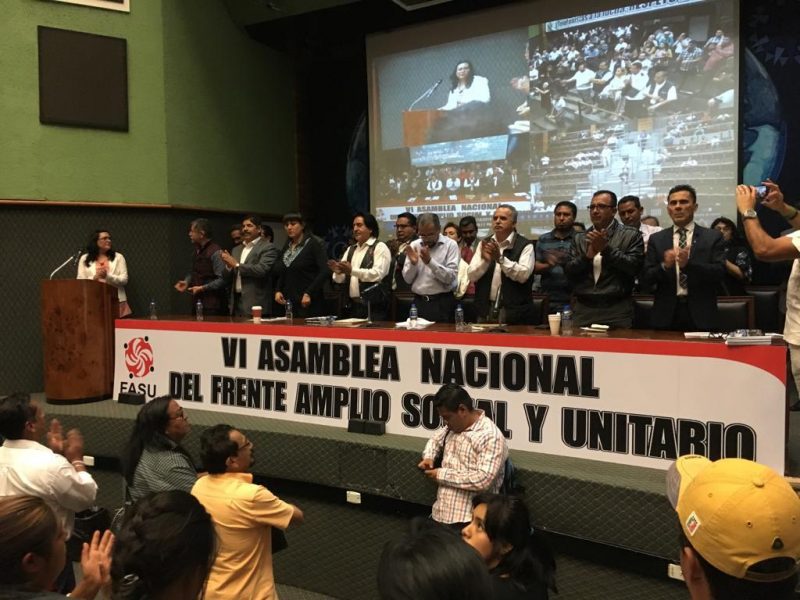 FASU
VI ASAMBLEA NACIONAL
DEL FRENTE AMPLIO SOCIAL Y UNITARIO
VI ASAMBLEA NACIONAL